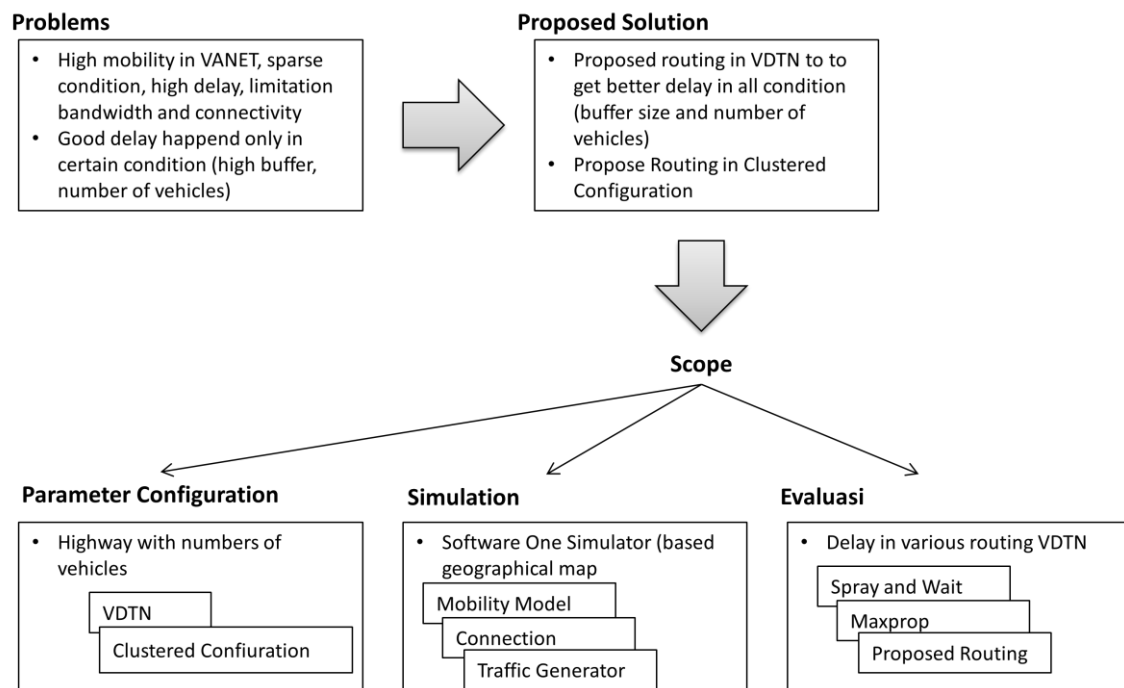 Problems
• High mobility in VANET, sparse
condition, high delay, limitation
bandwidth and connectivity
• Good delay happend only in
certain condition (high buffer,
number of vehicles)
Proposed Solution
• Proposed routing in VDTN to to
get better delay in all condition
(buffer size and number of
vehicles)
• Propose Routing in Clustered
Configuration
Scope
Parameter Configuration
• Highway with numbers of
vehicles
VDTN
Clustered Confiuration
Simulation
• Software One Simulator (based
geographical map
Mobility Model
Connection
Traffic Generator
Evaluasi
• Delay in various routing VDTN
Spray and Wait
Maxprop
Proposed Routing